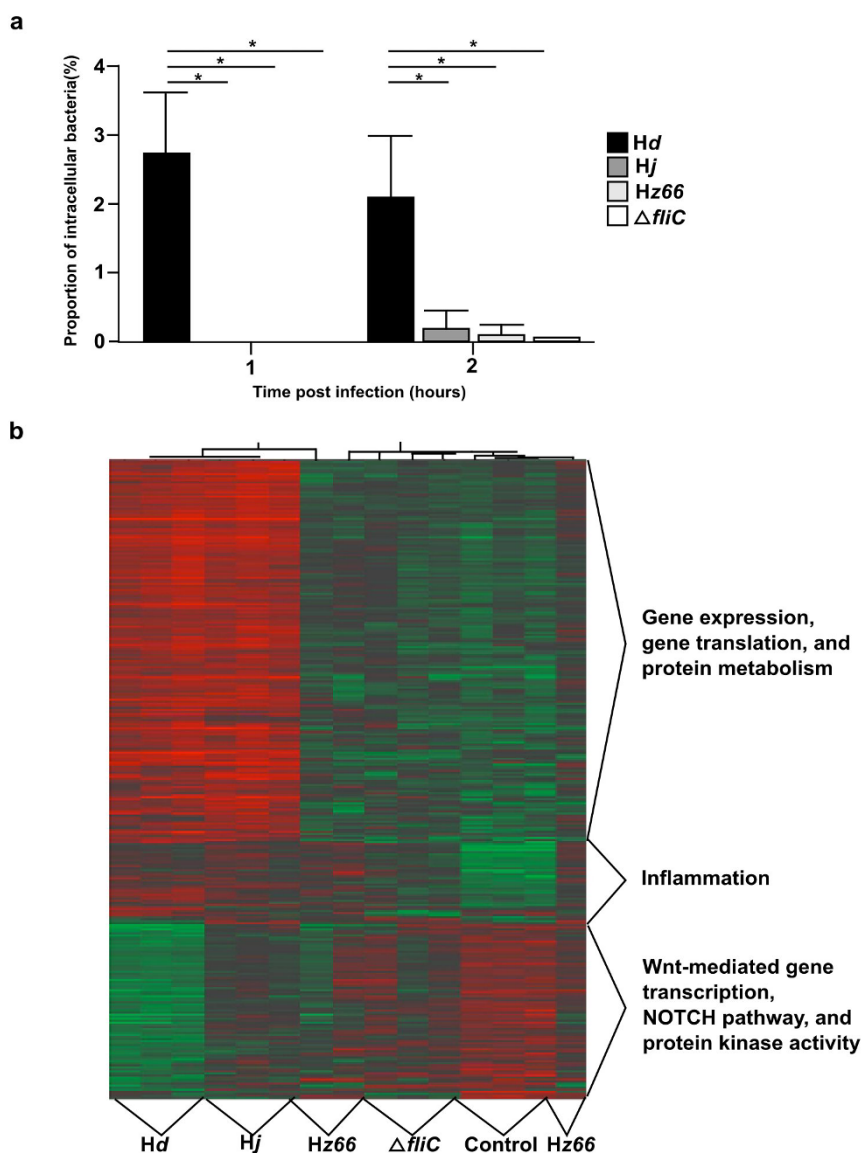 a
* * *
* * *
* *
4
3
2
1
0
Proportion of intracellular bacteria(%)
1 2
Time post infection (hours)
Hd
Hj
Hz66
△fliC
b
Gene expression,
gene translation, and
protein metabolism
Inflammation
Wnt-mediated gene
transcription,
NOTCH pathway, and
protein kinase activity
Hd Hj Hz66 △fliC Control Hz66